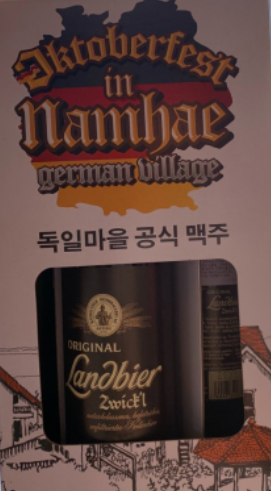 Oktoberfest
in
Namhae
german village
독일마을 공식 맥주
ORIGINAL
Landbier
Zwick'l